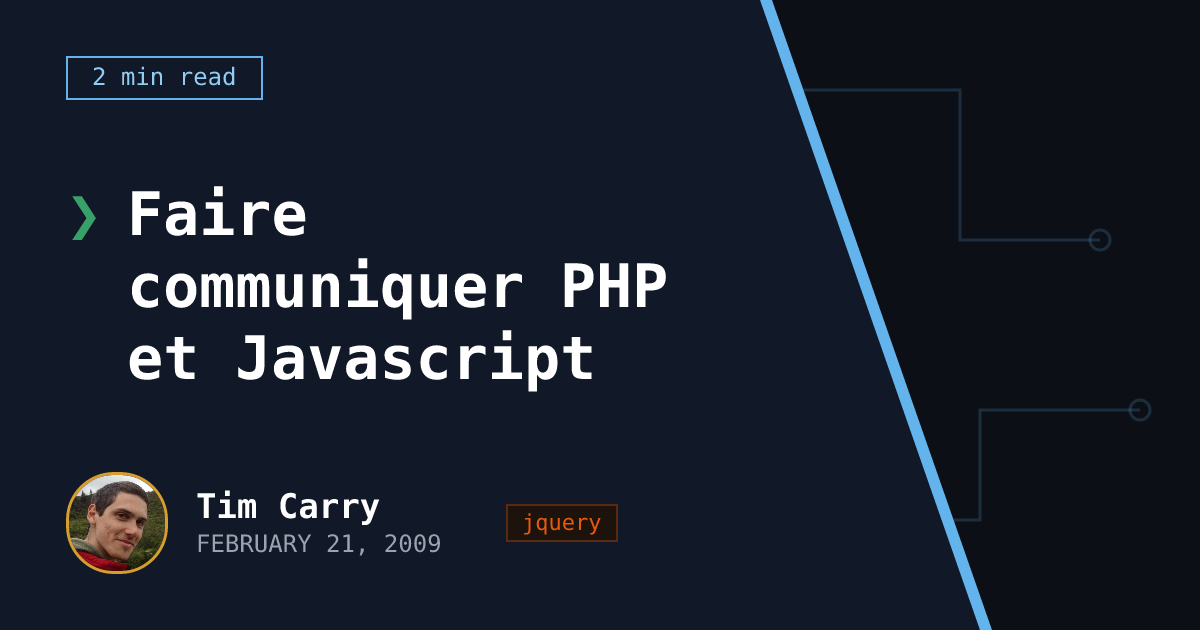 2 min read
❯ Faire
communiquer PHP
et Javascript
Tim Carry
FEBRUARY 21, 2009
jquery